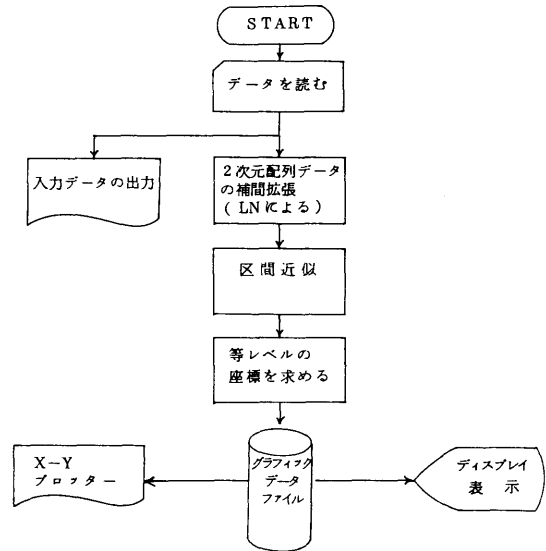 START
データを読む
入力データの出力
2次元配列データ
の補間拡張
(LNによる)
区間近似
等レベルの
座標を求める
X-Y
プロッター
グラフィック
データ
ファイル
ディスプレイ
表示